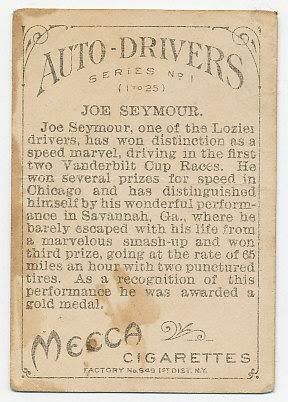 AUTO-DRIVERS
SERIES No 1
(1 TO 25)
JOE SEYMOUR.
Joe Seymour, one of the Lozier
drivers, has won distinction as a
speed marvel, driving in the first
two Vanderbilt Cup Races. He
won several prizes for speed in
Chicago and has distinguished
himself by his wonderful perform-
ance in Savannah, Ga., where he
barely escaped with his life from
a marvelous smash-up and won
third prize, going at the rate of 65
miles an hour with two punctured
tires. As a recognition of this
performance he was awarded a
gold medal.
MECCA
CIGARETTES
FACTORY No. 649 1ST DIST. N.Y.